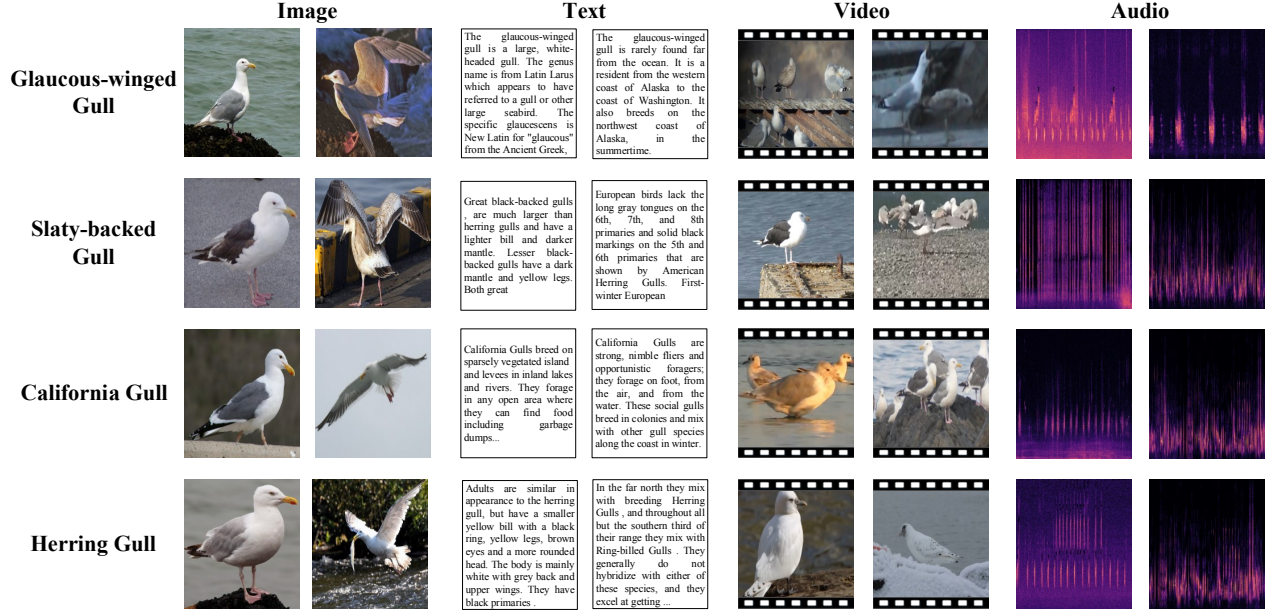 Image Text Video Audio
Glaucous-winged
Gull
The glaucous-winged
gull is a large, white-
headed gull. The genus
name is from Latin Larus
which appears to have
referred to a gull or other
large seabird. The
specific glaucescens is
New Latin for "glaucous"
from the Ancient Greek,
The glaucous-winged
gull is rarely found far
from the ocean. It is a
resident from the western
coast of Alaska to the
coast of Washington. It
also breeds on the
northwest coast of
Alaska, in the
summertime.
Slaty-backed
Gull
Great black-backed gulls
, are much larger than
herring gulls and have a
lighter bill and darker
mantle. Lesser black-
backed gulls have a dark
mantle and yellow legs.
Both great
European birds lack the
long gray tongues on the
6th, 7th, and 8th
primaries and solid black
markings on the 5th and
6th primaries that are
shown by American
Herring Gulls. First-
winter European
California Gull
California Gulls breed on
sparsely vegetated island
and levees in inland lakes
and rivers. They forage
in any open area where
they can find food
including garbage
dumps...
California Gulls are
strong, nimble fliers and
opportunistic foragers;
they forage on foot, from
the air, and from the
water. These social gulls
breed in colonies and mix
with other gull species
along the coast in winter.
Herring Gull
Adults are similar in
appearance to the herring
gull, but have a smaller
yellow bill with a black
ring, yellow legs, brown
eyes and a more rounded
head. The body is mainly
white with grey back and
upper wings. They have
black primaries .
In the far north they mix
with breeding Herring
Gulls , and throughout all
but the southern third of
their range they mix with
Ring-billed Gulls . They
generally do not
hybridize with either of
these species, and they
excel at getting ...